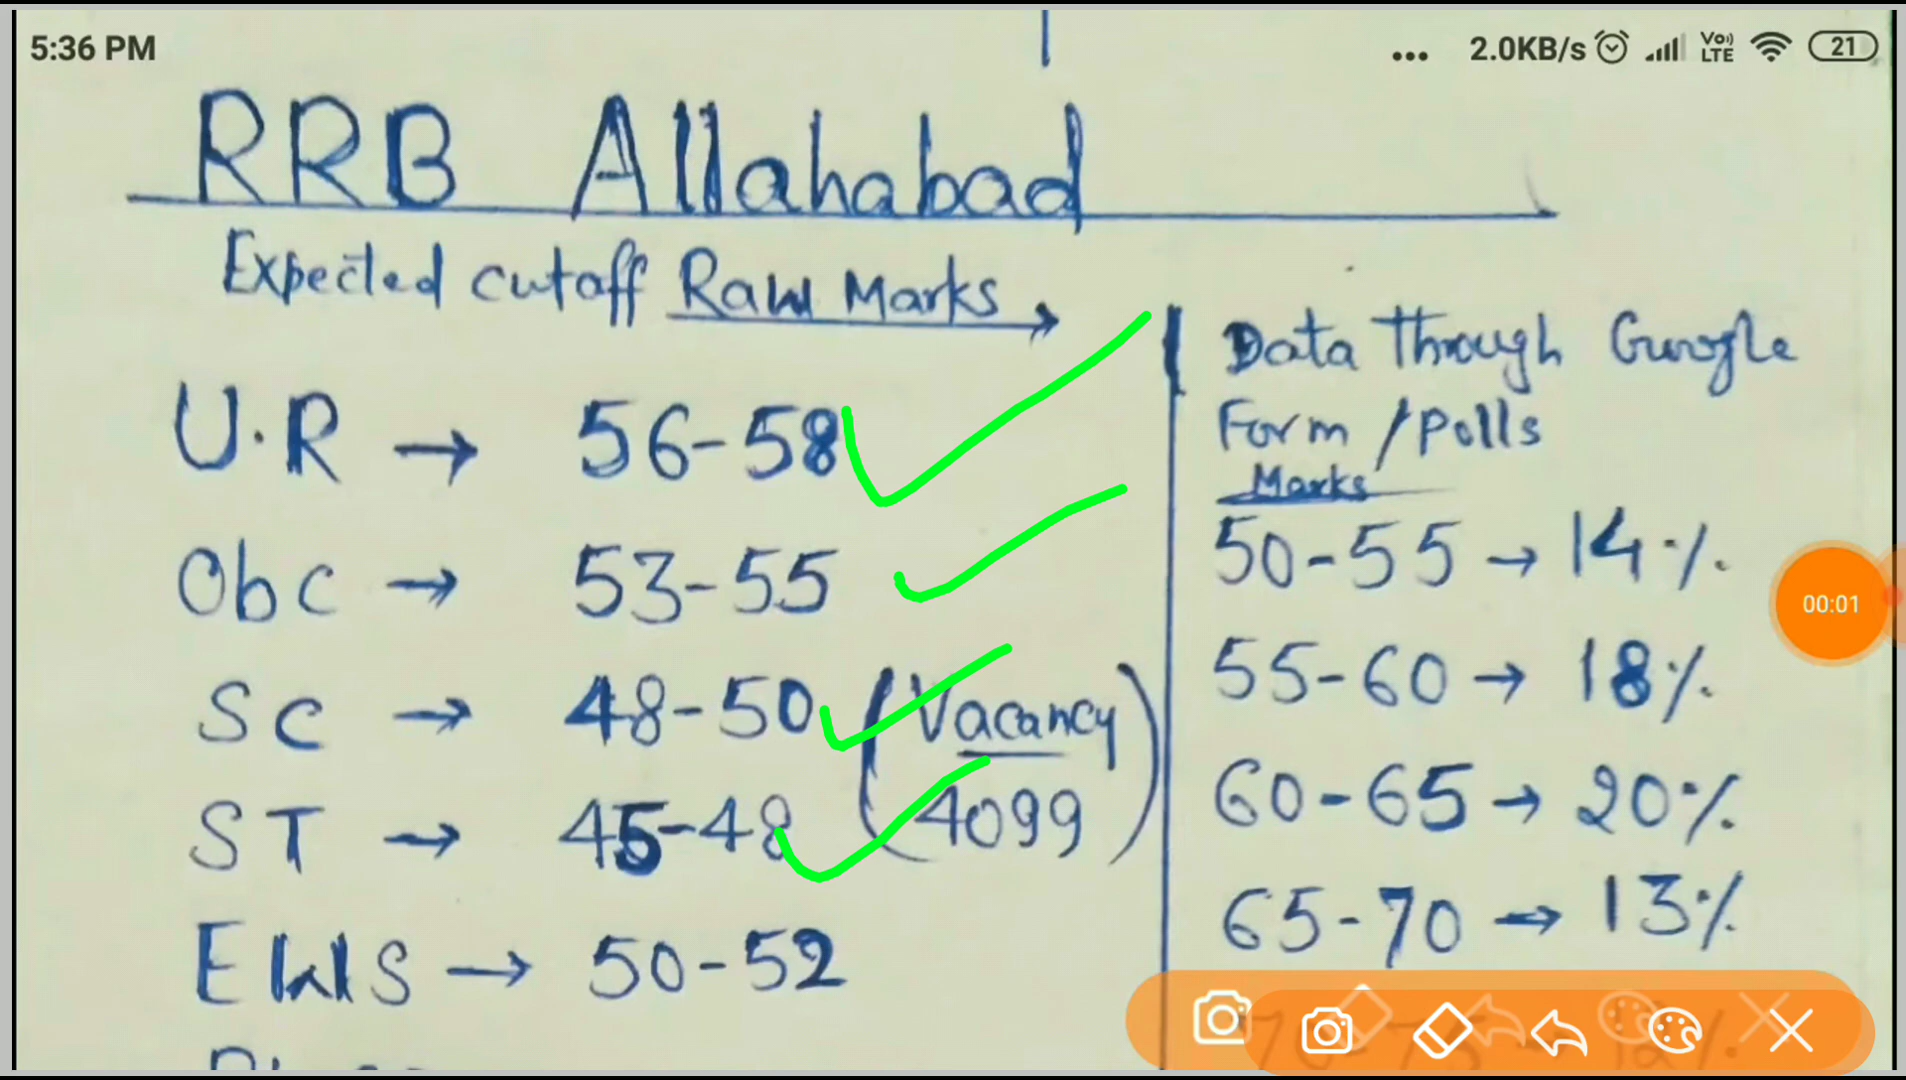 5:36 PM
... 2.0KB/s Vo)) LTE 21
RRB Allahabad
Expected cutoff Raw Marks →
U.R → 56-58
Obc → 53-55
SC → 48-50 (Vacancy
ST → 45-48 4099)
EWS → 50-52
Data Through Google
Form / Polls
Marks
50-55 → 14%
55-60 → 18%
60-65 → 20%
65-70 → 13%
00:01